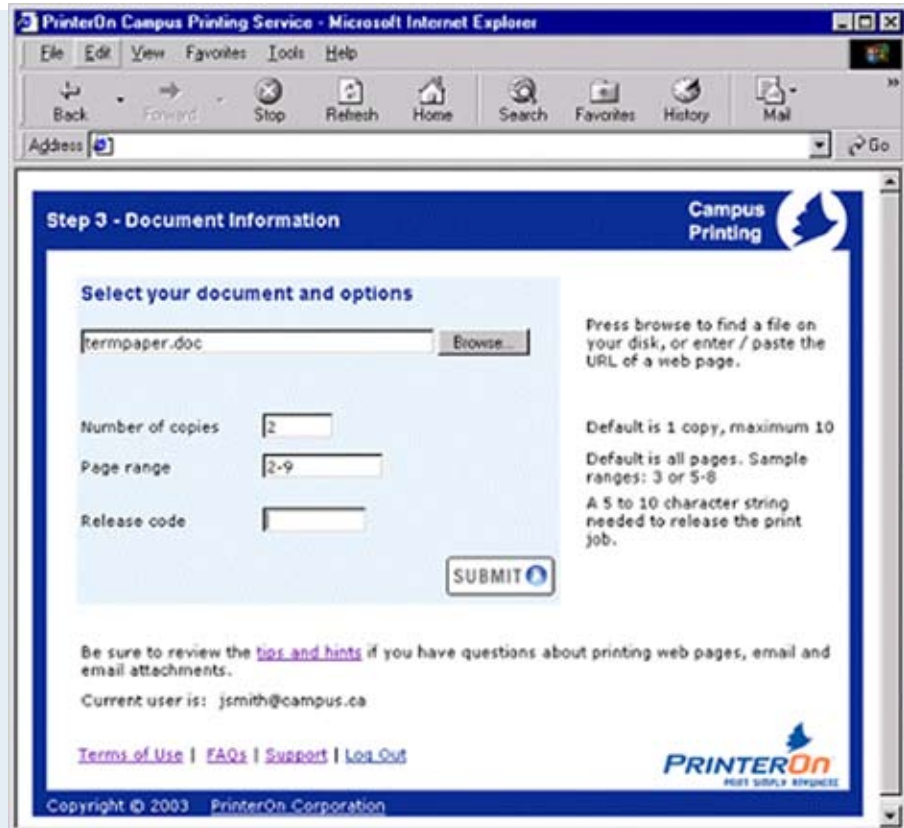 PrinterOn Campus Printing Service - Microsoft Internet Explorer
File Edit View Favorites Tools Help
Back Forward Stop Refresh Home Search Favorites History Mail »
Address Go
Step 3 - Document Information
Campus
Printing
Select your document and options
termpaper.doc Browse...
Press browse to find a file on
your disk, or enter / paste the
URL of a web page.
Number of copies 2
Default is 1 copy, maximum 10
Page range 2-9
Default is all pages. Sample
ranges: 3 or 5-8
Release code
A 5 to 10 character string
needed to release the print
job.
SUBMIT
Be sure to review the tips and hints if you have questions about printing web pages, email and
email attachments.
Current user is: jsmith@campus.ca
Terms of Use | FAQs | Support | Log Out
PRINTERON
PRINT SIMPLY ANYWHERE
Copyright © 2003 PrinterOn Corporation